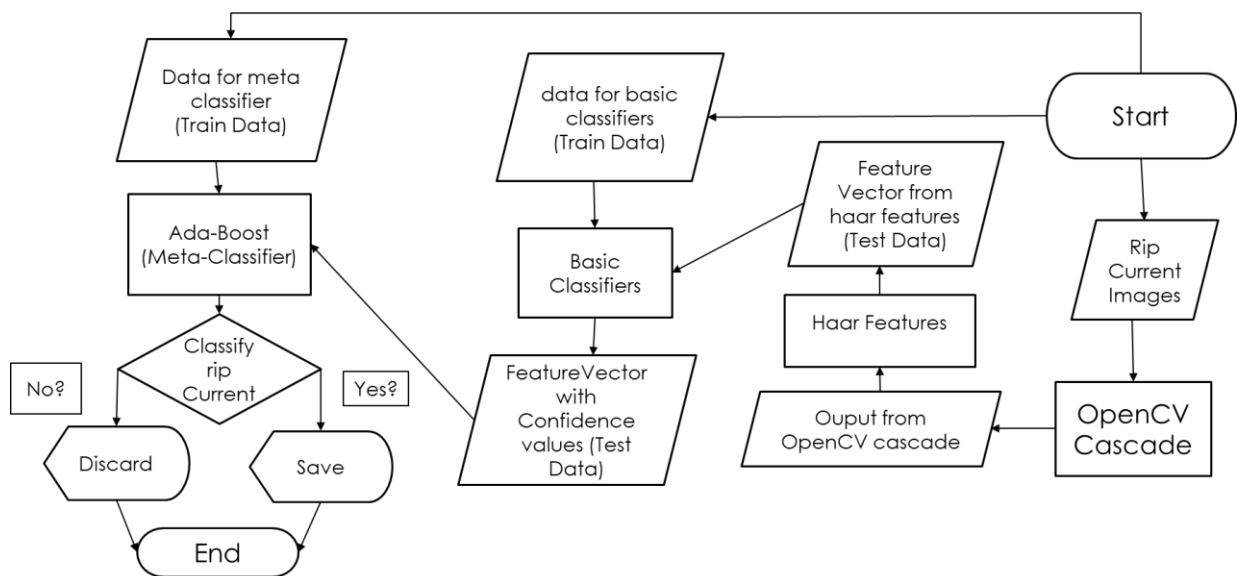 Data for meta
classifier
(Train Data)
data for basic
classifiers
(Train Data)
Start
Feature
Vector from
haar features
(Test Data)
Ada-Boost
(Meta-Classifier)
Basic
Classifiers
Rip
Current
Images
Haar Features
Classify
rip
Current
No?
Yes?
FeatureVector
with
Confidence
values (Test
Data)
Ouput from
OpenCV cascade
OpenCV
Cascade
Discard
Save
End